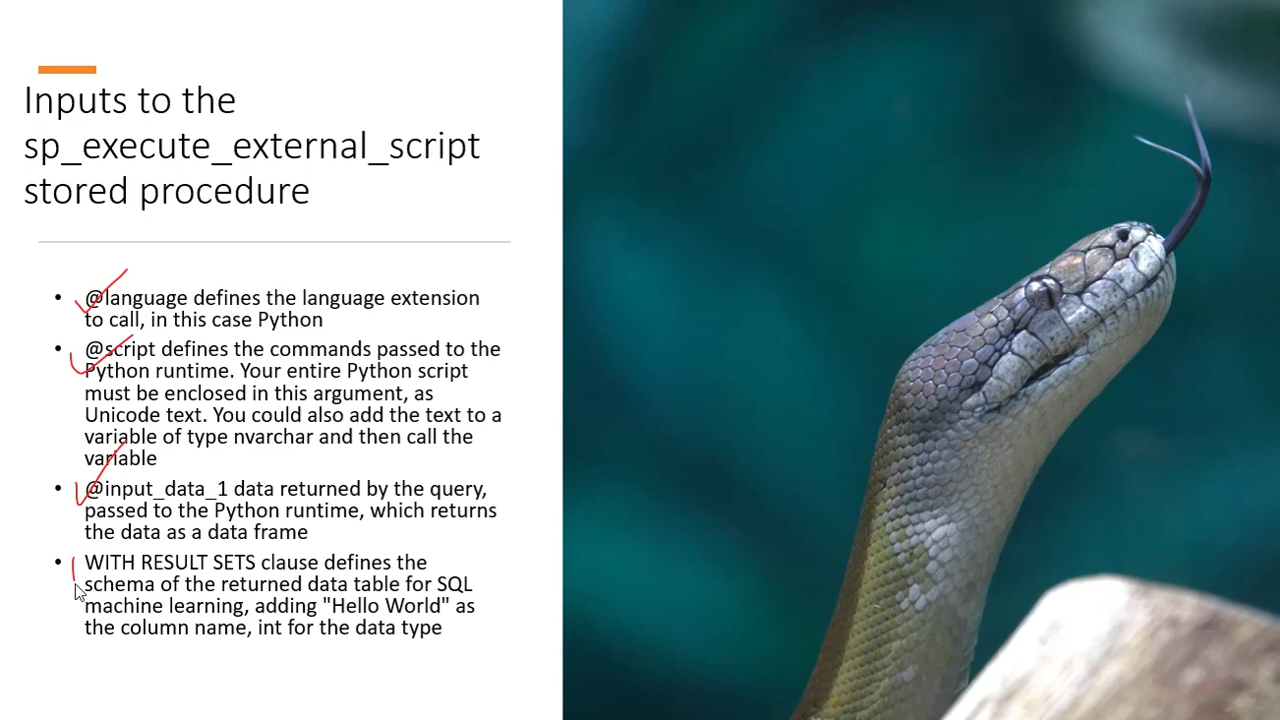 Inputs to the
sp_execute_external_script
stored procedure
• @language defines the language extension
to call, in this case Python
• @script defines the commands passed to the
Python runtime. Your entire Python script
must be enclosed in this argument, as
Unicode text. You could also add the text to a
variable of type nvarchar and then call the
variable
• @input_data_1 data returned by the query,
passed to the Python runtime, which returns
the data as a data frame
• WITH RESULT SETS clause defines the
schema of the returned data table for SQL
machine learning, adding "Hello World" as
the column name, int for the data type